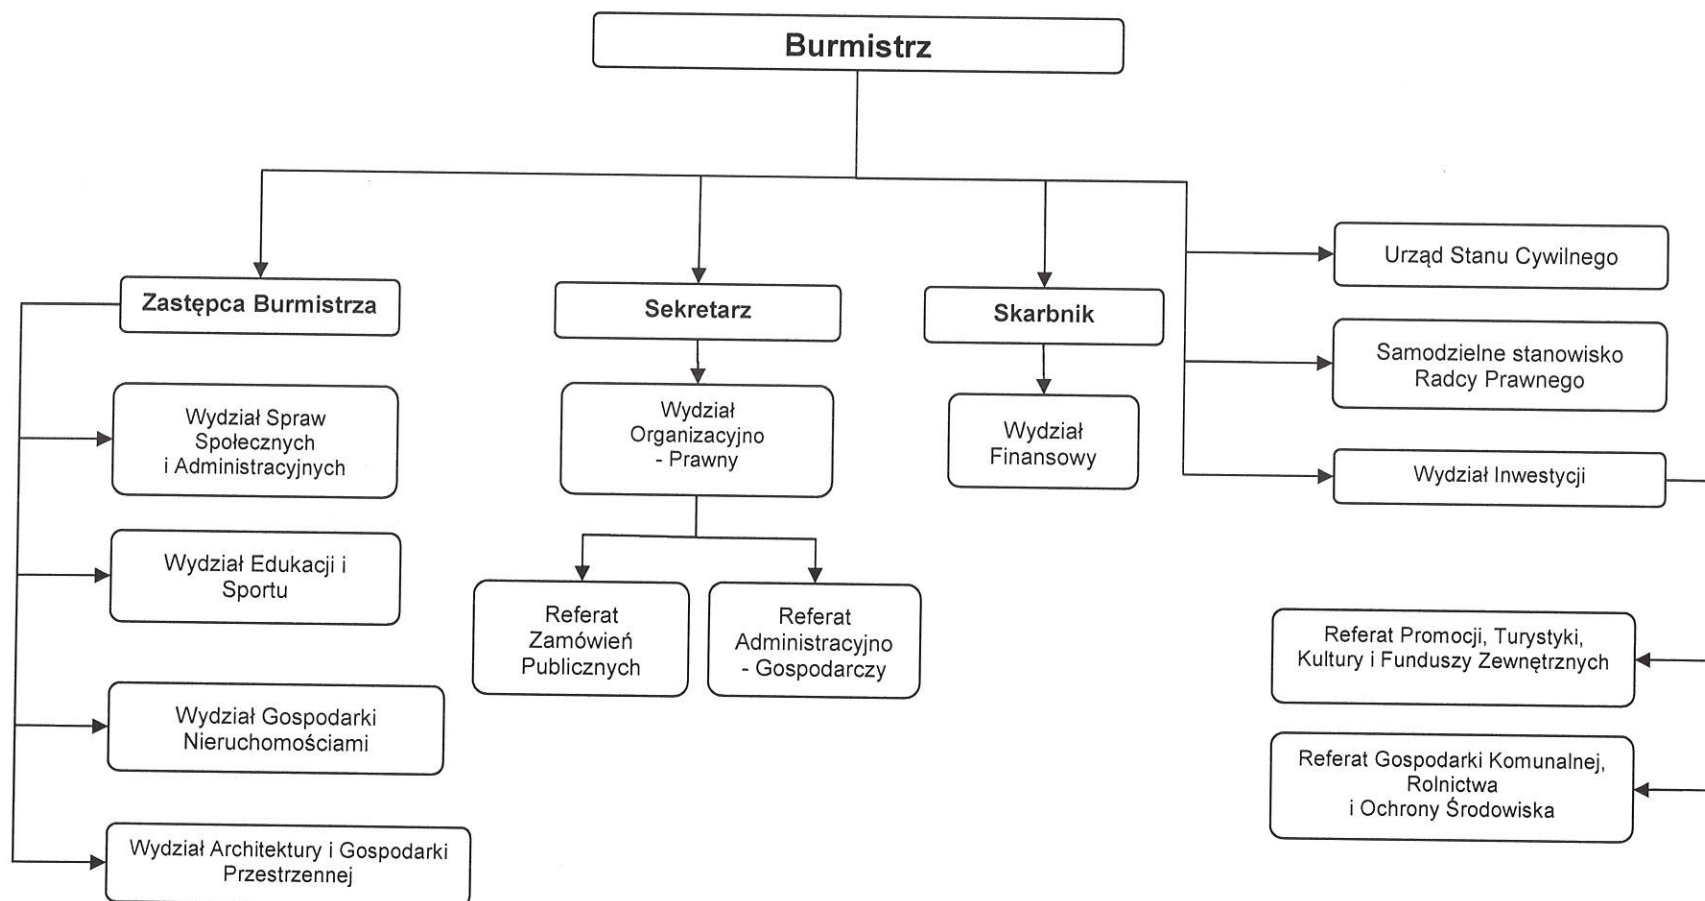 Burmistrz
Zastępca Burmistrza
Wydział Spraw
Społecznych
i Administracyjnych
Wydział Edukacji i
Sportu
Wydział Gospodarki
Nieruchomościami
Wydział Architektury i Gospodarki
Przestrzennej
Sekretarz
Wydział
Organizacyjno
- Prawny
Referat
Zamówień
Publicznych
Referat
Administracyjno
- Gospodarczy
Skarbnik
Wydział
Finansowy
Urząd Stanu Cywilnego
Samodzielne stanowisko
Radcy Prawnego
Wydział Inwestycji
Referat Promocji, Turystyki,
Kultury i Funduszy Zewnętrznych
Referat Gospodarki Komunalnej,
Rolnictwa
i Ochrony Środowiska